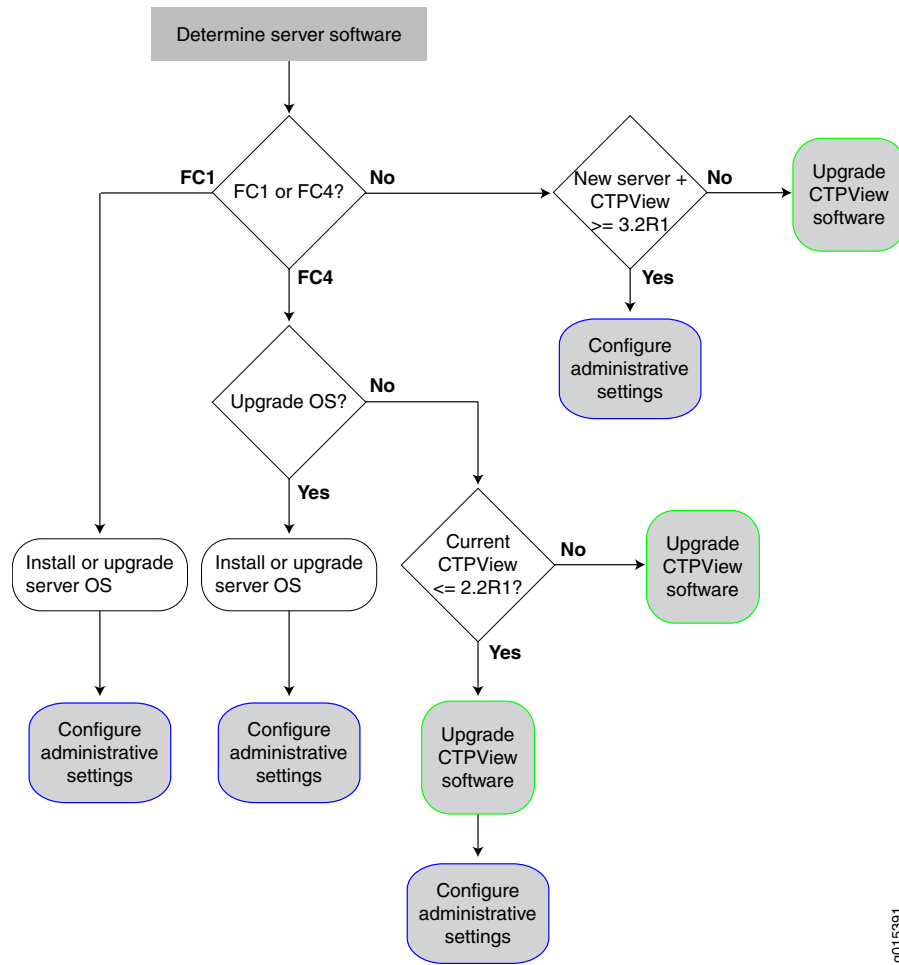 Determine server software
FC1
FC1 or FC4?
No
New server +
CTPView
>= 3.2R1
No
Upgrade
CTPView
software
FC4
Yes
Configure
administrative
settings
Upgrade OS?
No
Yes
Install or upgrade
server OS
Install or upgrade
server OS
Current
CTPView
<= 2.2R1?
No
Upgrade
CTPView
software
Yes
Configure
administrative
settings
Configure
administrative
settings
Upgrade
CTPView
software
Configure
administrative
settings
g015391